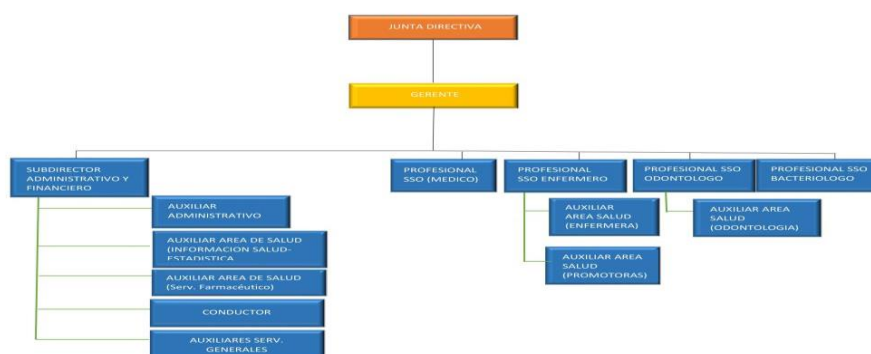 JUNTA DIRECTIVA
GERENTE
SUBDIRECTOR
ADMINISTRATIVO Y
FINANCIERO
PROFESIONAL
SSO (MEDICO)
PROFESIONAL
SSO ENFERMERO
PROFESIONAL SSO
ODONTOLOGO
PROFESIONAL SSO
BACTERIOLOGO
AUXILIAR
ADMINISTRATIVO
AUXILIAR AREA DE SALUD
(INFORMACION SALUD-
ESTADISTICA
AUXILIAR AREA DE SALUD
(Serv. Farmacéutico)
CONDUCTOR
AUXILIARES SERV.
GENERALES
AUXILIAR
AREA SALUD
(ENFERMERA)
AUXILIAR AREA
SALUD
(PROMOTORAS)
AUXILIAR AREA
SALUD
(ODONTOLOGIA)